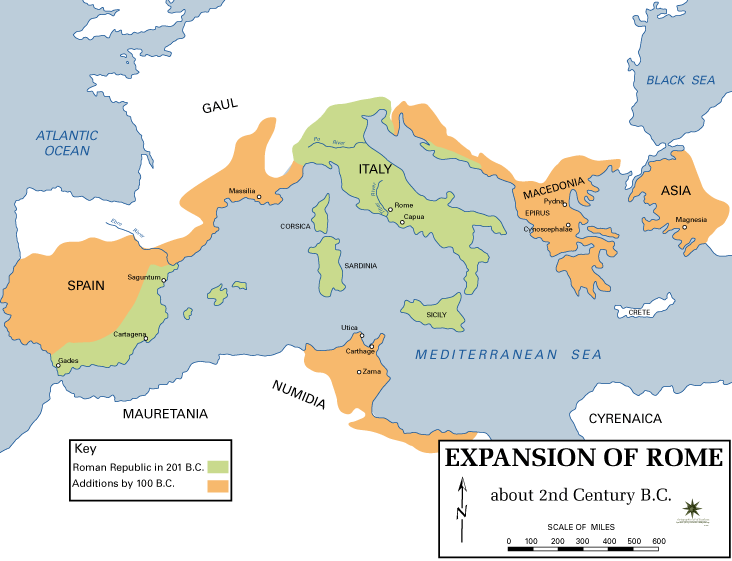 BLACK SEA
GAUL
ATLANTIC
OCEAN
Po
River
ITALY
MACEDONIA
ASIA
Massilia
Pydna
Rome
River
EPIRUS
Capua
Magnesia
Ebro River
CORSICA
Cynoscephalae
SARDINIA
Saguntum
SPAIN
CRETE
SICILY
Utica
Cartagena
Carthage
MEDITERRANEAN SEA
Gades
Zama
NUMIDIA
MAURETANIA
CYRENAICA
Key
Roman Republic in 201 B.C.
Additions by 100 B.C.
EXPANSION OF ROME
about 2nd Century B.C.
N
SCALE OF MILES
0 100 200 300 400 500 600